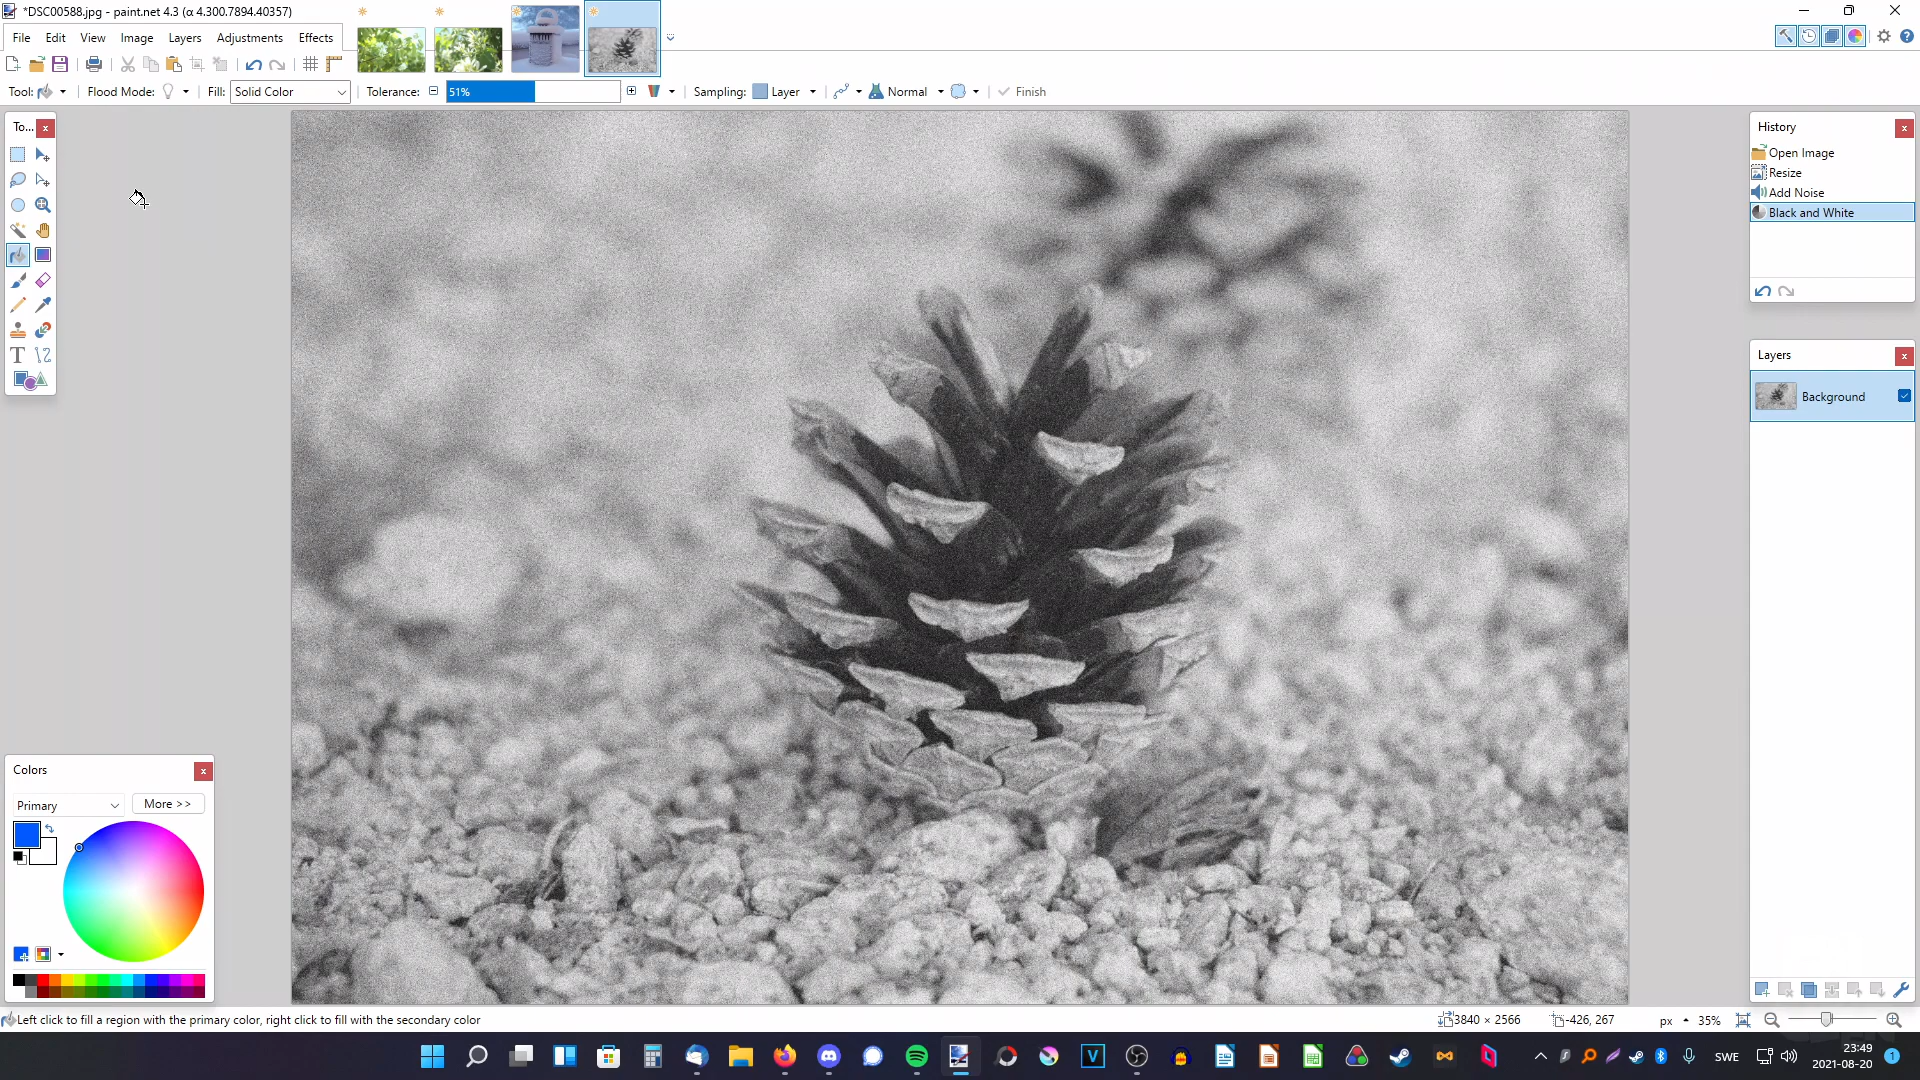 *DSC00588.jpg - paint.net 4.3 (α 4.300.7894.40357)
File Edit View Image Layers Adjustments Effects
Tool: Flood Mode: Fill: Solid Color Tolerance: 51% Sampling: Layer Normal Finish
To...
History
Open Image
Resize
Add Noise
Black and White
Layers
Background
Colors
Primary More >>
Left click to fill a region with the primary color, right click to fill with the secondary color
3840 × 2566 -426, 267 px 35%
SWE
23:49
2021-08-20
1